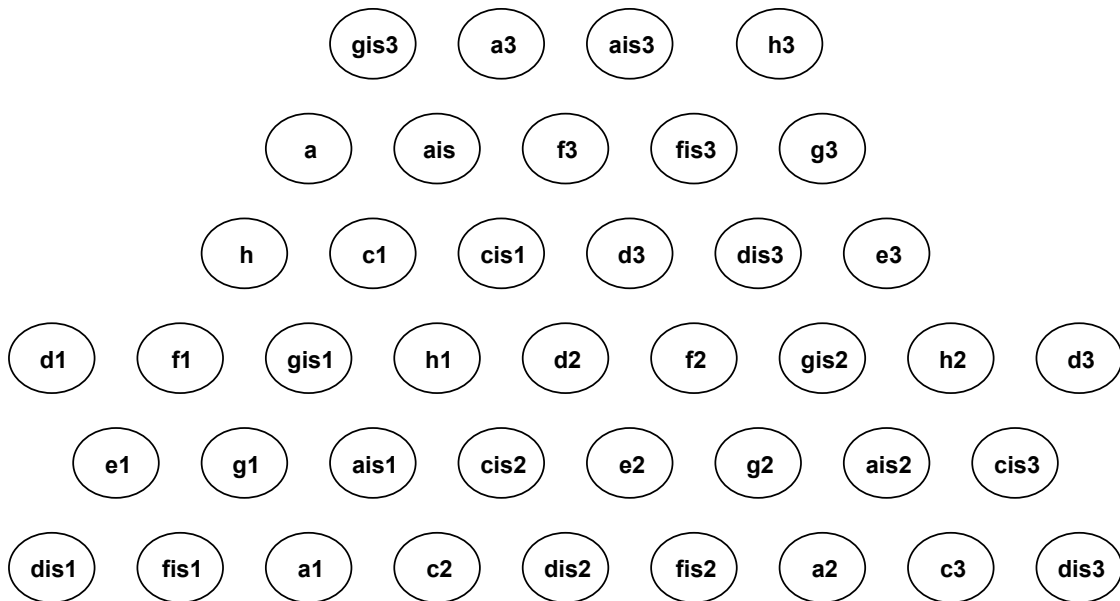 gis3 a3 ais3 h3
a ais f3 fis3 g3
h c1 cis1 d3 dis3 e3
d1 f1 gis1 h1 d2 f2 gis2 h2 d3
e1 g1 ais1 cis2 e2 g2 ais2 cis3
dis1 fis1 a1 c2 dis2 fis2 a2 c3 dis3